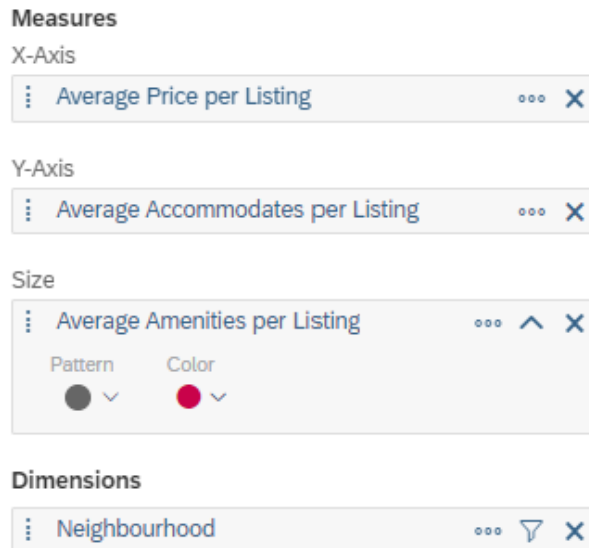 Measures
X-Axis
Average Price per Listing
Y-Axis
Average Accommodates per Listing
Size
Average Amenities per Listing
Pattern Color
Dimensions
Neighbourhood